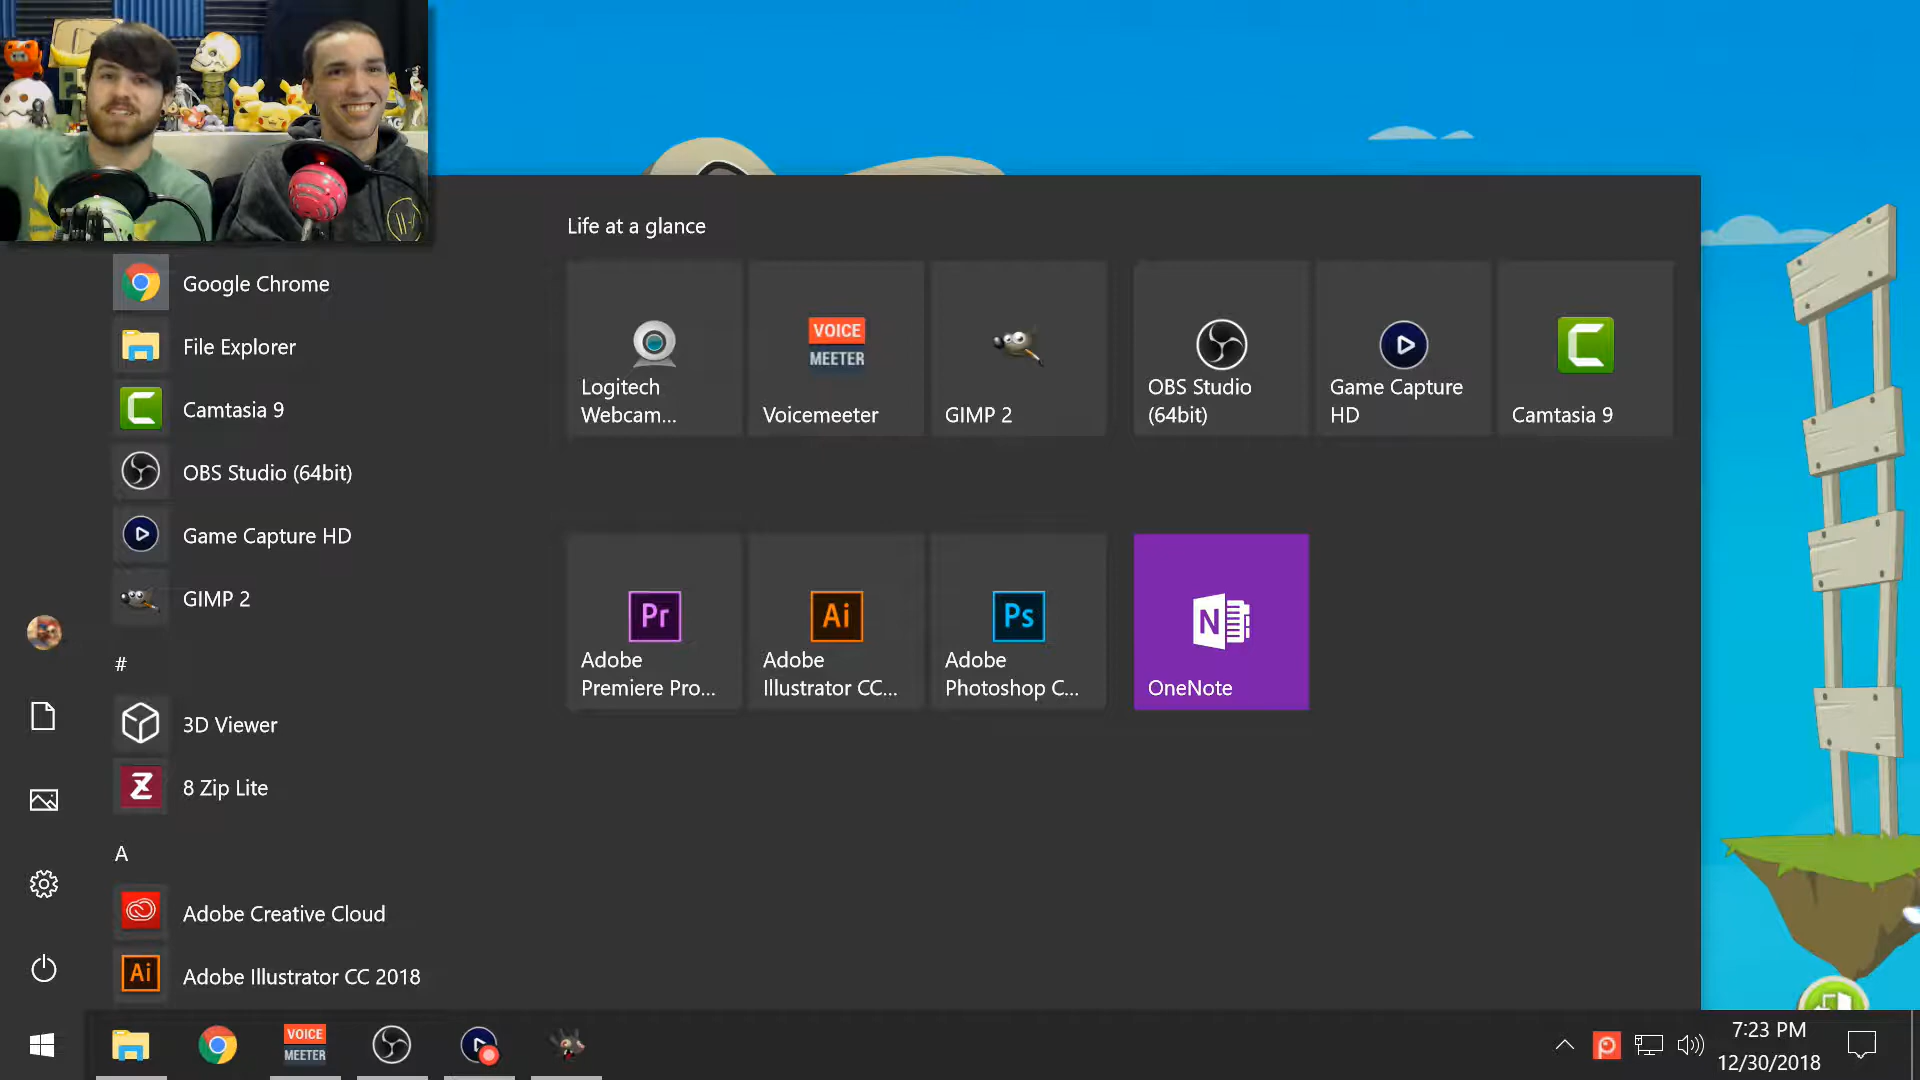 Life at a glance
Google Chrome
File Explorer
Camtasia 9
OBS Studio (64bit)
Game Capture HD
GIMP 2
#
3D Viewer
8 Zip Lite
A
Adobe Creative Cloud
Ai
Adobe Illustrator CC 2018
Logitech
Webcam...
VOICE
MEETER
Voicemeeter
GIMP 2
OBS Studio
(64bit)
Game Capture
HD
Camtasia 9
Pr
Adobe
Premiere Pro...
Ai
Adobe
Illustrator CC...
Ps
Adobe
Photoshop C...
N
OneNote
VOICE
MEETER
7:23 PM
12/30/2018